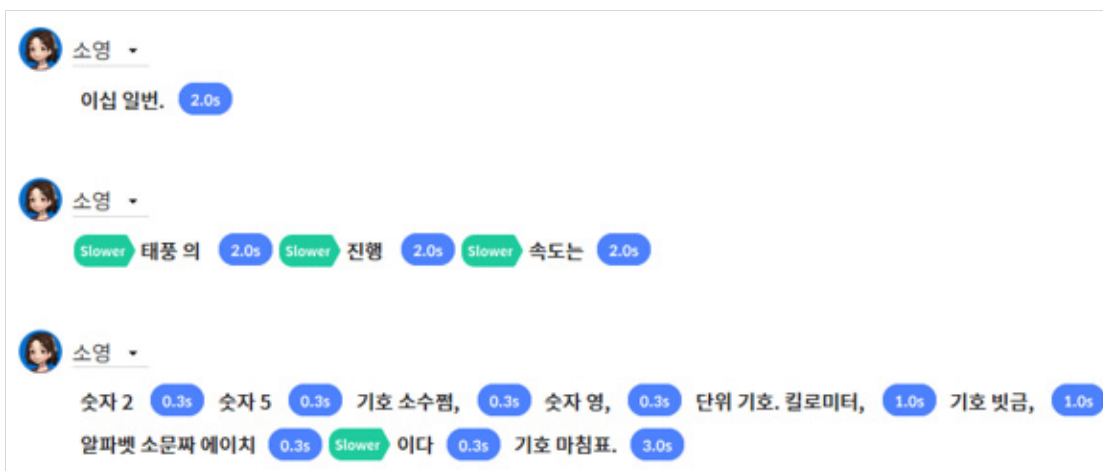 소영
이십 일번. 2.0s
소영
Slower 태풍 의 2.0s Slower 진행 2.0s Slower 속도는 2.0s
소영
숫자 2 0.3s 숫자 5 0.3s 기호 소수쩜, 0.3s 숫자 영, 0.3s 단위 기호. 킬로미터, 1.0s 기호 빗금, 1.0s
알파벳 소문짜 에이치 0.3s Slower 이다 0.3s 기호 마침표. 3.0s